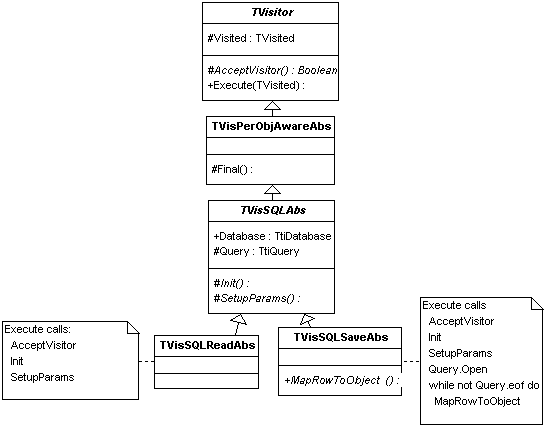 TVisitor
#Visited : TVisited
#AcceptVisitor() : Boolean
+Execute(TVisited) :
TVisPerObjAwareAbs
#Final() :
TVisSQLAbs
+Database : TtiDatabase
#Query : TtiQuery
#Init() :
#SetupParams() :
Execute calls:
AcceptVisitor
Init
SetupParams
TVisSQLReadAbs
TVisSQLSaveAbs
+MapRowToObject () :
Execute calls
AcceptVisitor
Init
SetupParams
Query.Open
while not Query.eof do
MapRowToObject